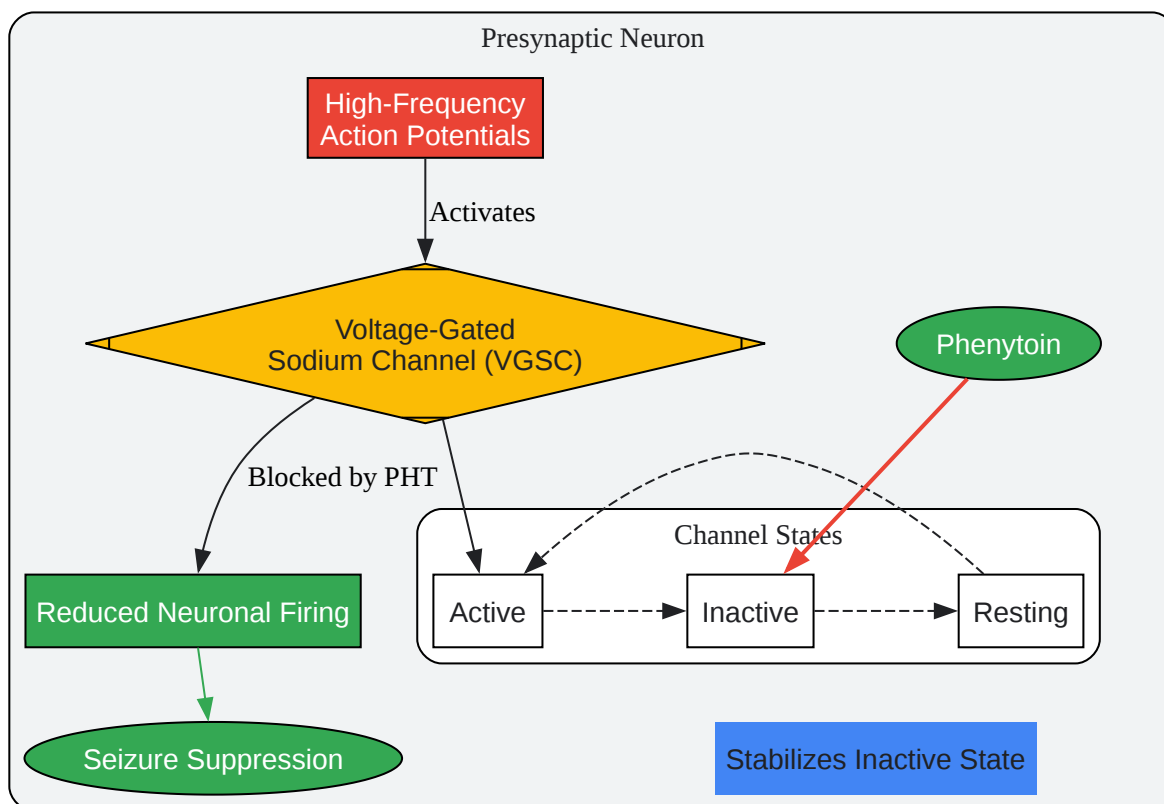 Presynaptic Neuron
High-Frequency
Action Potentials
Activates
Voltage-Gated
Sodium Channel (VGSC)
Phenytoin
Blocked by PHT
Channel States
Reduced Neuronal Firing
Active
Inactive
Resting
Seizure Suppression
Stabilizes Inactive State